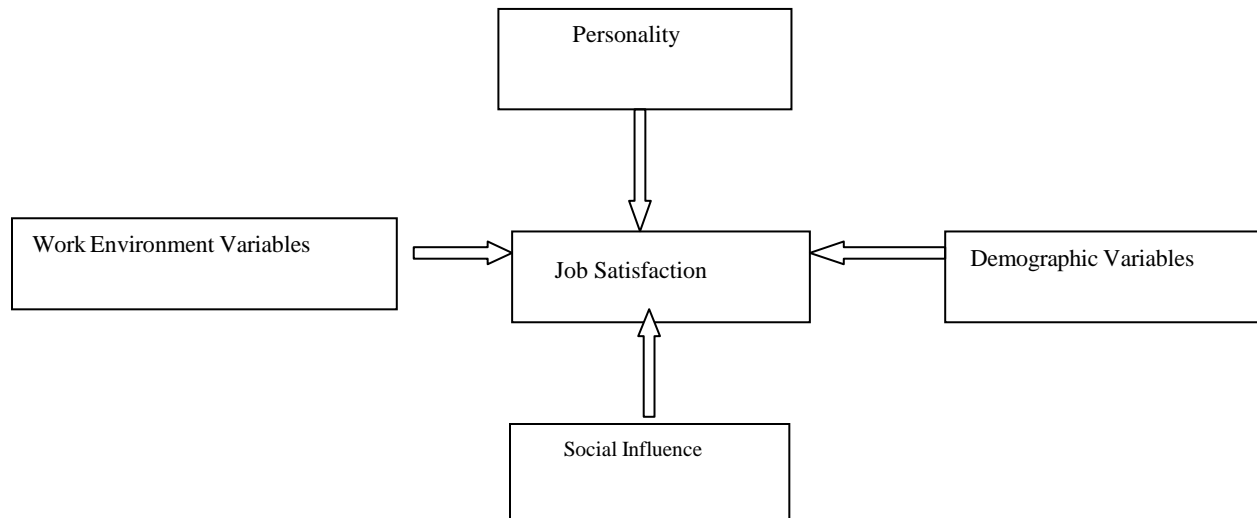 Personality
Work Environment Variables
Job Satisfaction
Demographic Variables
Social Influence